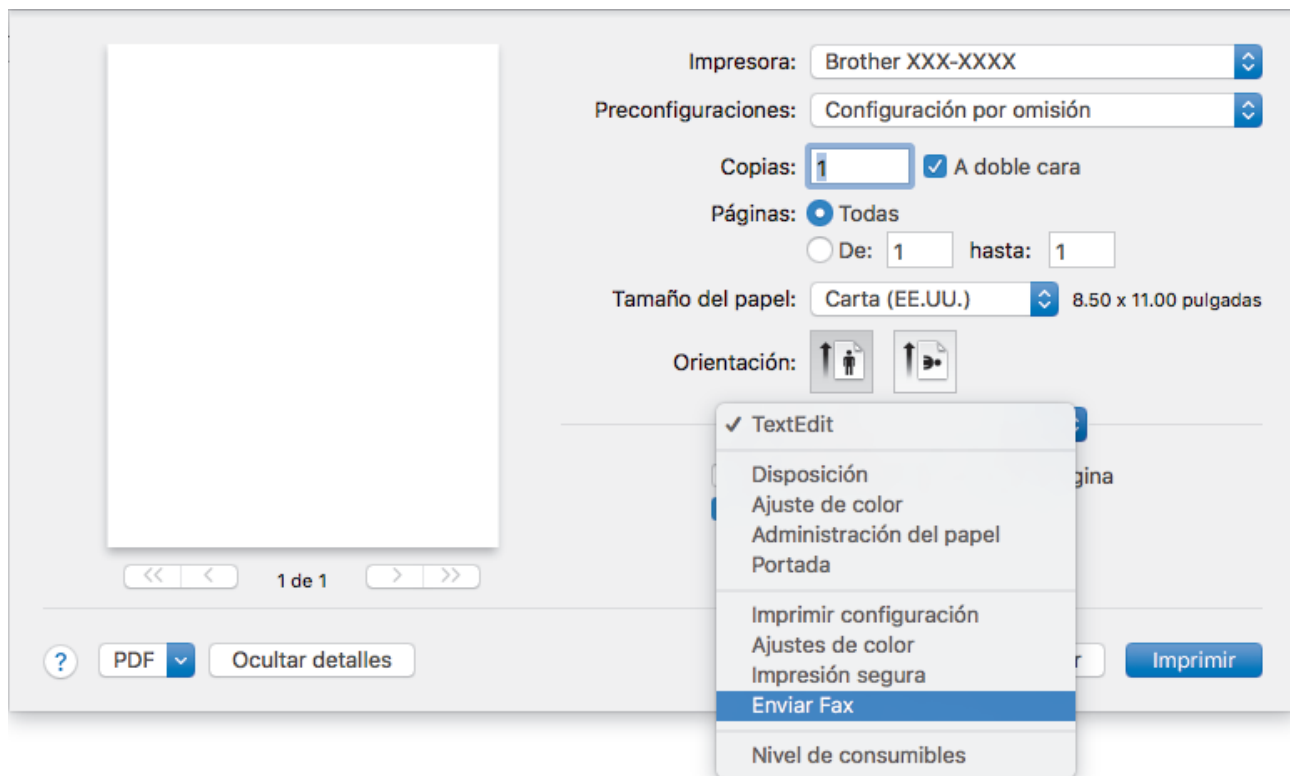 Impresora: Brother XXX-XXXX
Preconfiguraciones: Configuración por omisión
Copias: 1 A doble cara
Páginas: Todas
De: 1 hasta: 1
Tamaño del papel: Carta (EE.UU.) 8.50 x 11.00 pulgadas
Orientación:
✓ TextEdit
Disposición
Ajuste de color
Administración del papel
Portada
Imprimir configuración
Ajustes de color
Impresión segura
Enviar Fax
Nivel de consumibles
gina
1 de 1
? PDF Ocultar detalles r Imprimir